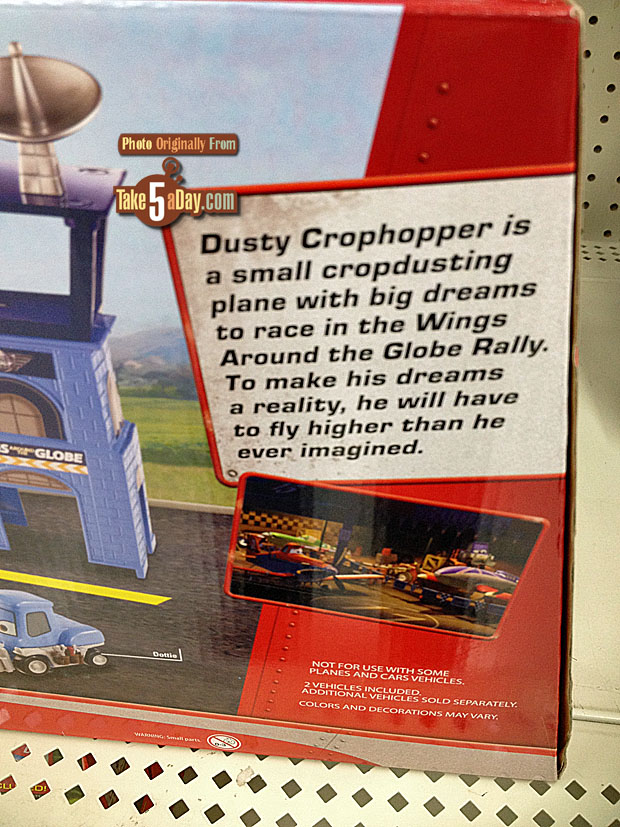 Photo Originally From
Take 5 aDay.com
Dusty Crophopper is
a small cropdusting
plane with big dreams
to race in the Wings
Around the Globe Rally.
To make his dreams
a reality, he will have
to fly higher than he
ever imagined.
GLOBE
Dottie
NOT FOR USE WITH SOME
PLANES AND CARS VEHICLES.
2 VEHICLES INCLUDED.
ADDITIONAL VEHICLES SOLD SEPARATELY.
COLORS AND DECORATIONS MAY VARY.
WARNING: Small parts